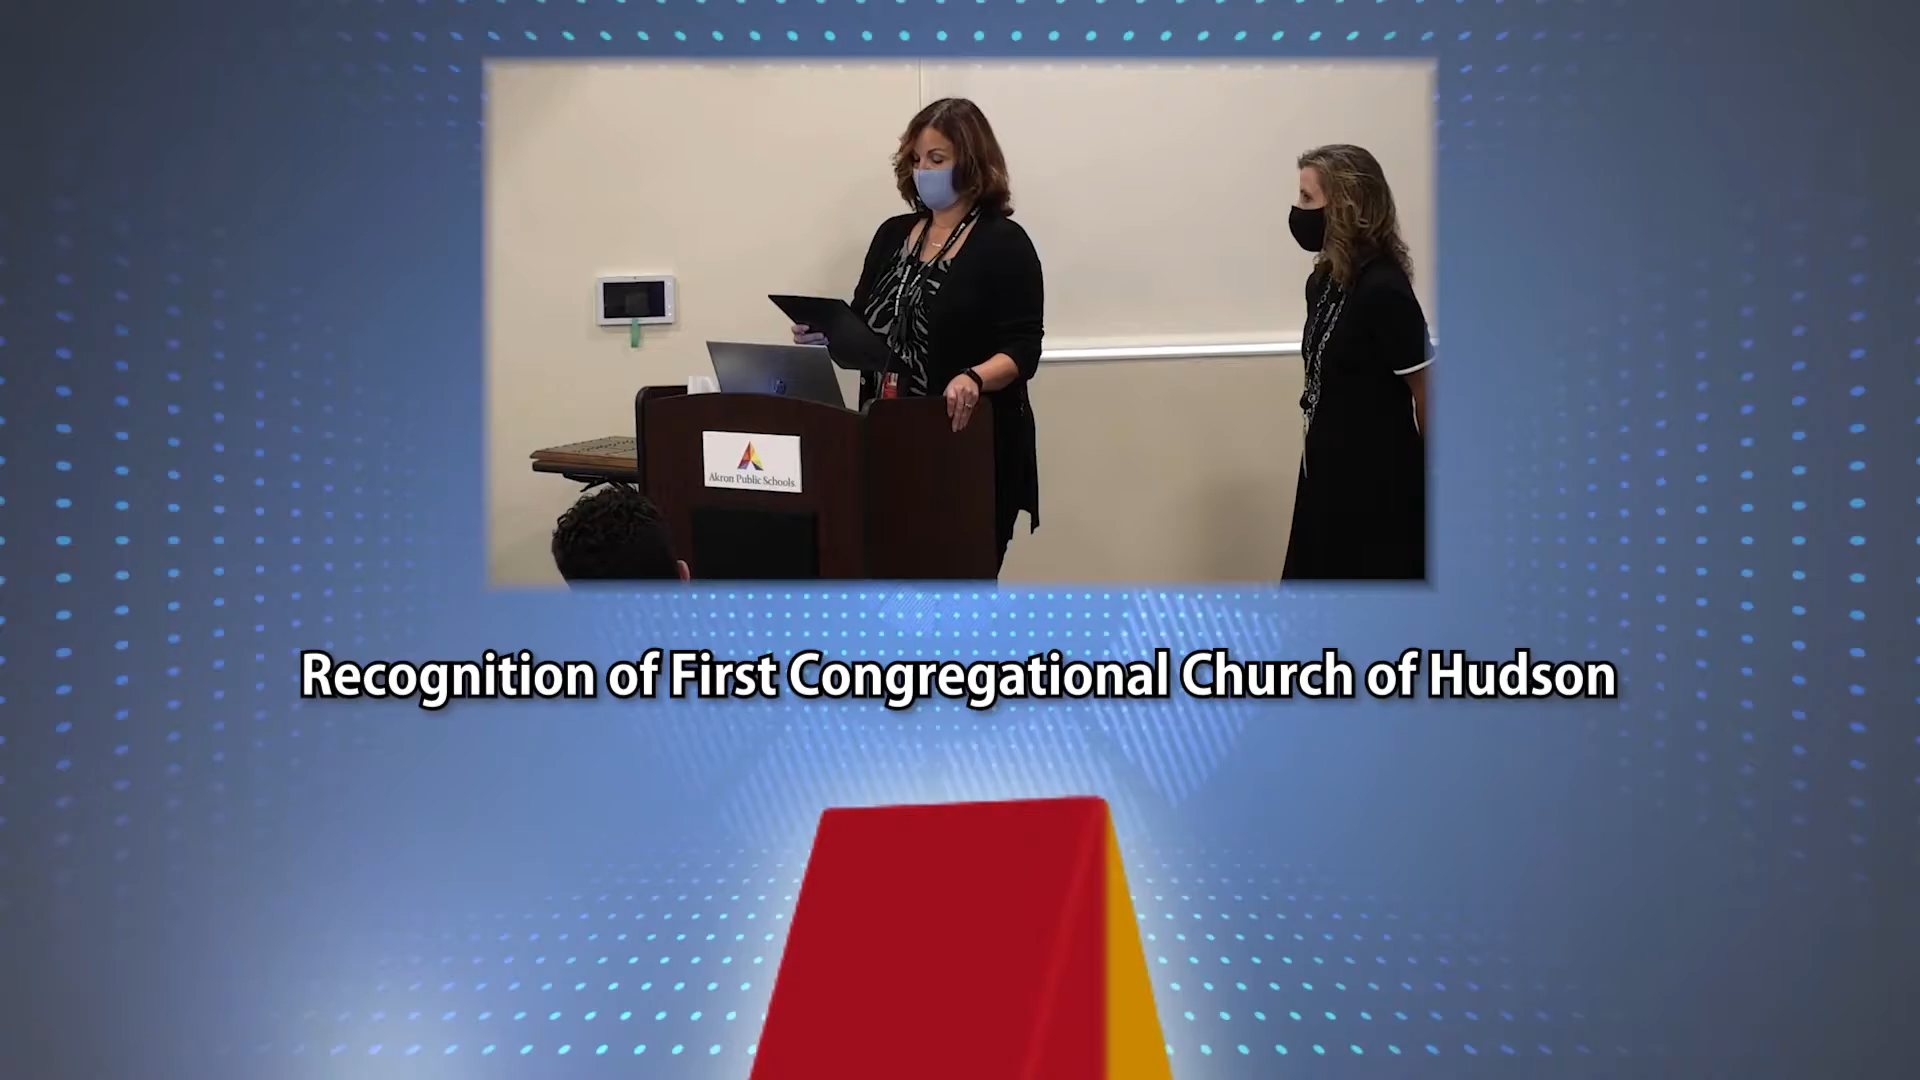 Akron Public Schools
Recognition of First Congregational Church of Hudson